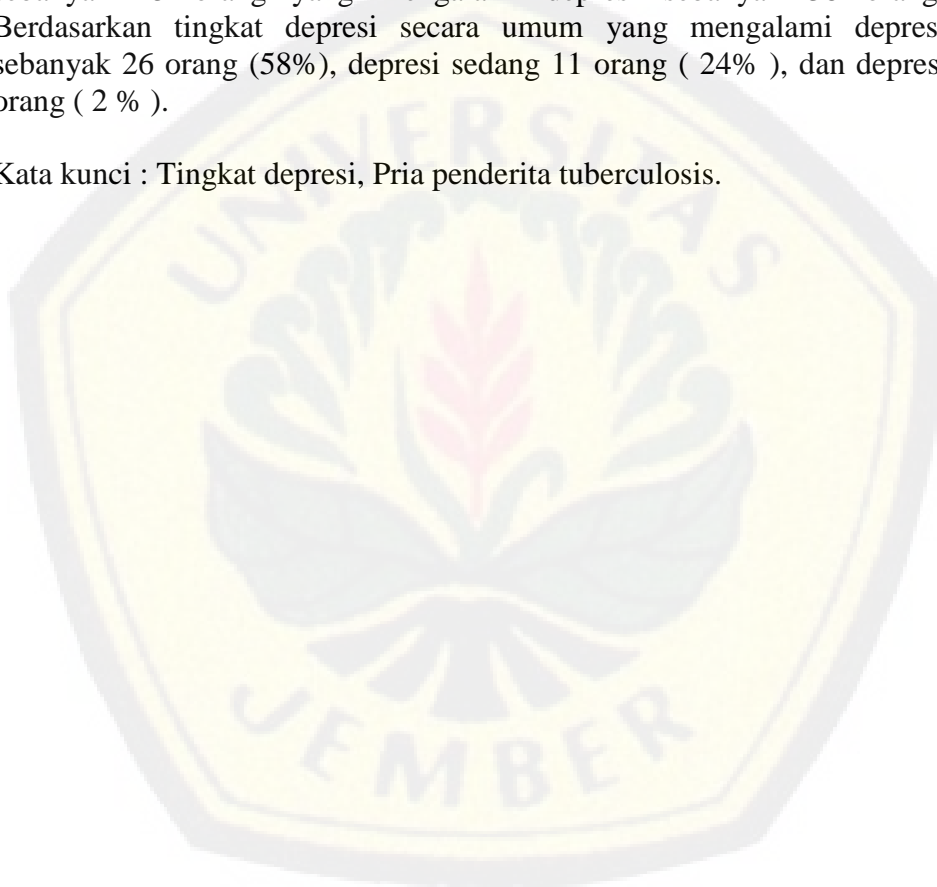 Berdasarkan tingkat depresi secara umum yang mengalami depres
sebanyak 26 orang (58%), depresi sedang 11 orang ( 24% ), dan depres
orang ( 2 % ).
Kata kunci : Tingkat depresi, Pria penderita tuberculosis.
UNIVERSITAS
JEMBER